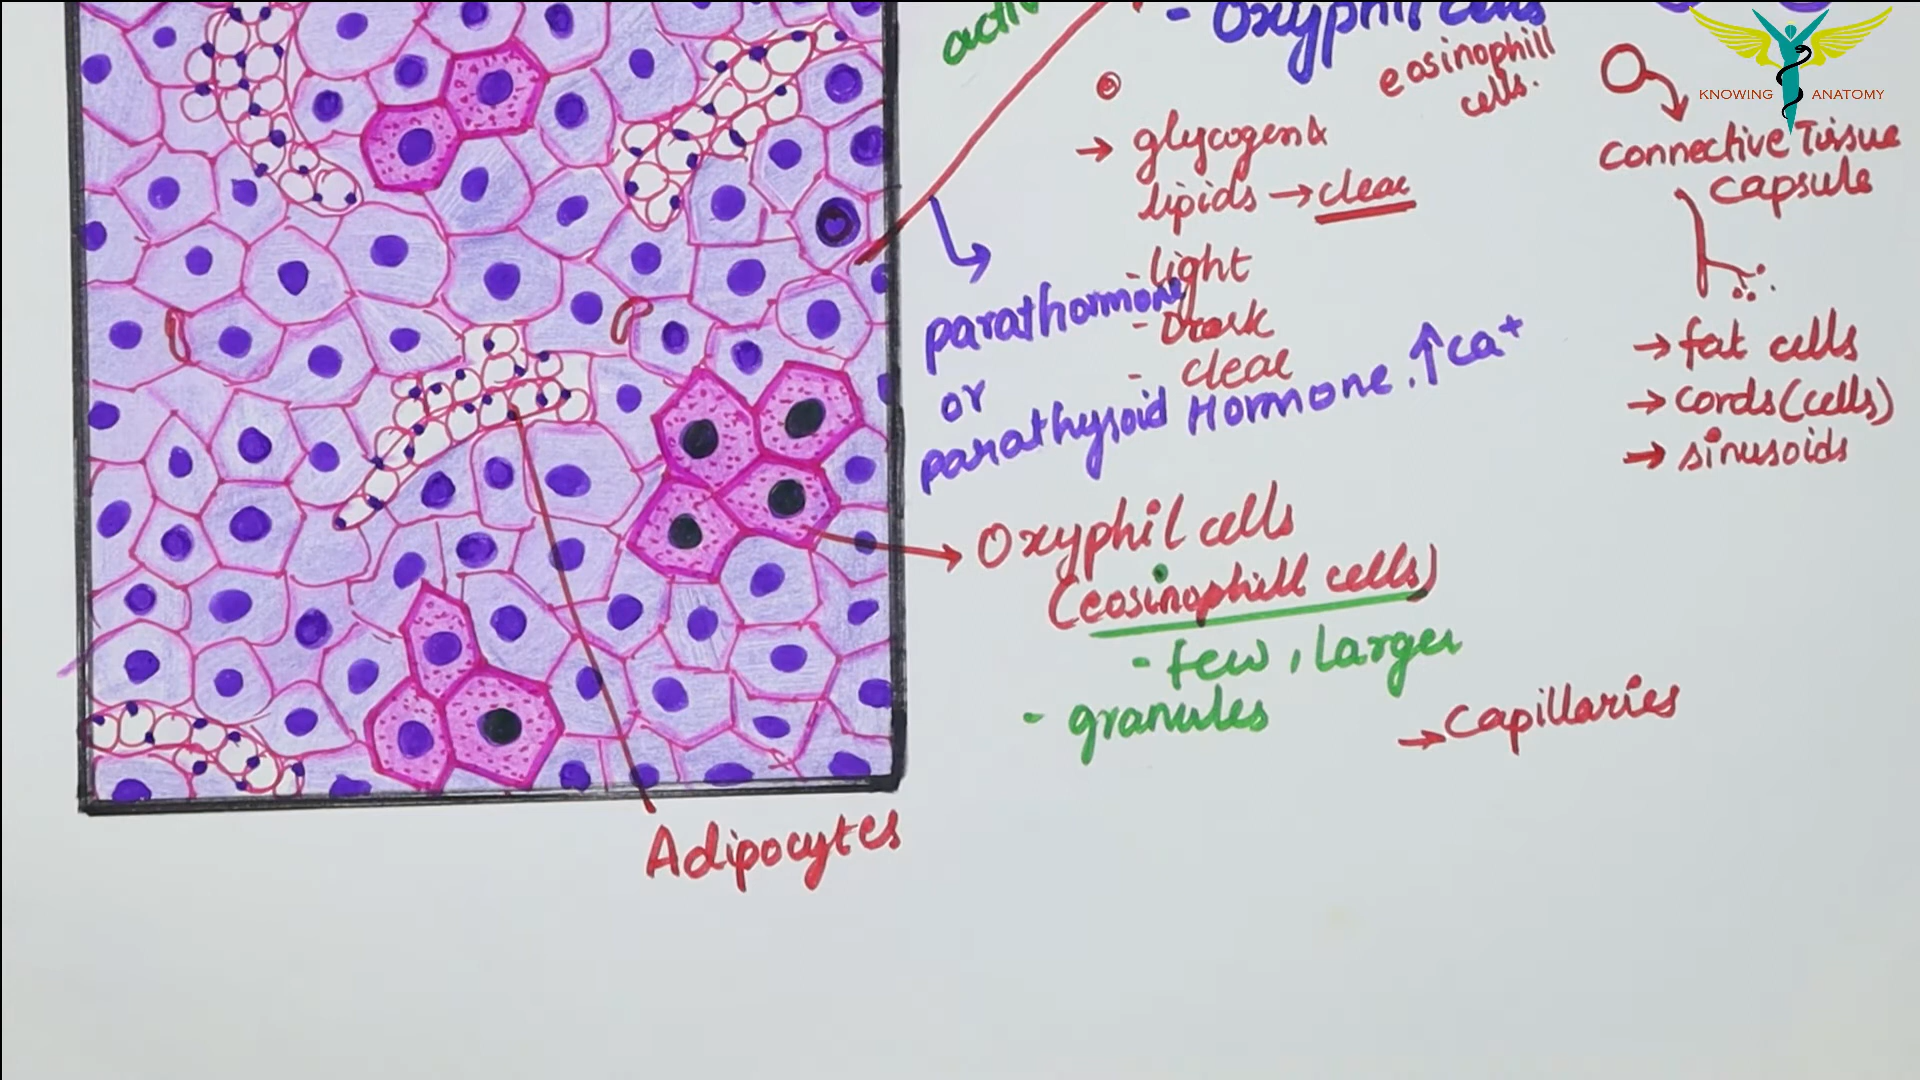 - Oxyphil cells
eosinophill
cells.
→ glycogen &
lipids → clear
- light
- Dark
- clear
parathormone
or
parathyroid Hormone. ↑ ca+
Oxyphil cells
(eosinophill cells)
- few, Larger
- granules
→ capillaries
Adipocytes
KNOWING ANATOMY
connective Tissue
capsule
→ fat cells
→ cords (cells)
→ sinusoids